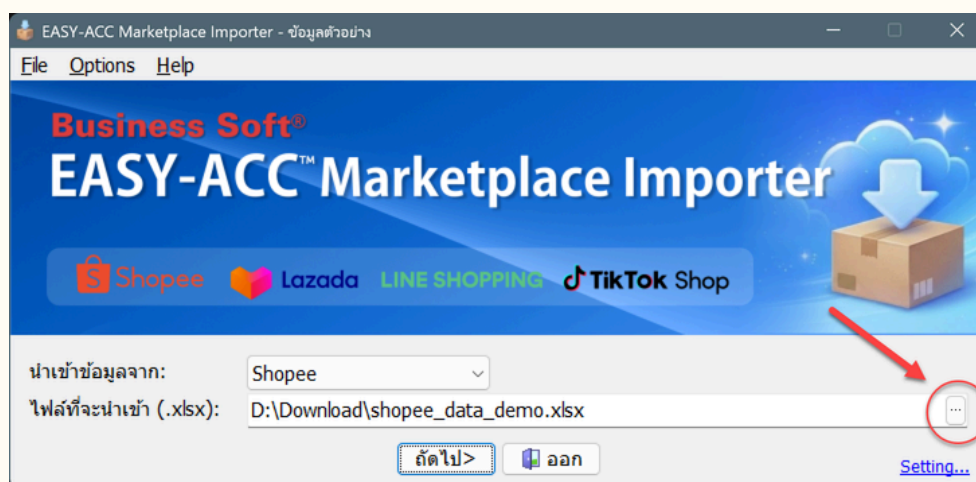 EASY-ACC Marketplace Importer - ข้อมูลตัวอย่าง
File Options Help
Business Soft®
EASY-ACC™ Marketplace Importer
S Shopee Lazada LINE SHOPPING TikTok Shop
นำเข้าข้อมูลจาก: Shopee
ไฟล์ที่จะนำเข้า (.xlsx): D:\Download\shopee_data_demo.xlsx ...
ถัดไป> ออก
Setting...